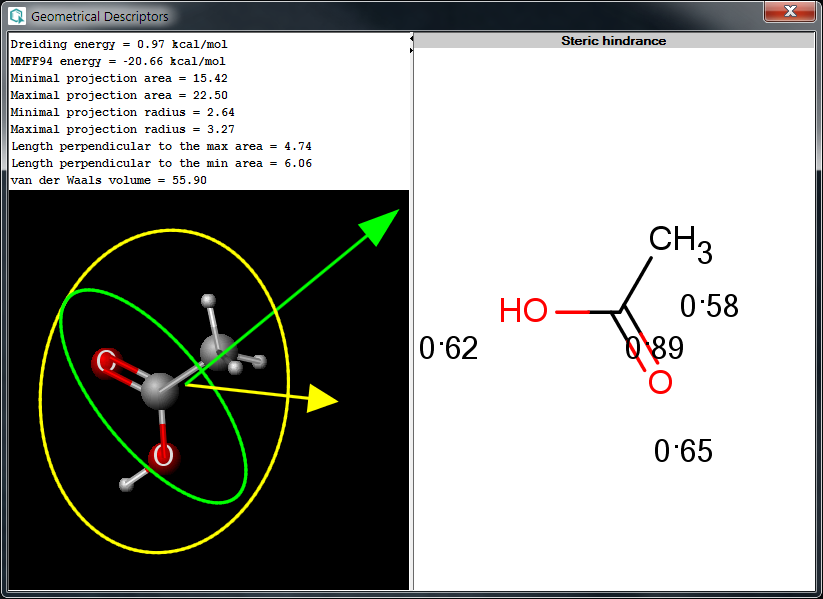 Geometrical Descriptors
Dreiding energy = 0.97 kcal/mol
MMFF94 energy = -20.66 kcal/mol
Minimal projection area = 15.42
Maximal projection area = 22.50
Minimal projection radius = 2.64
Maximal projection radius = 3.27
Length perpendicular to the max area = 4.74
Length perpendicular to the min area = 6.06
van der Waals volume = 55.90
O
O
Steric hindrance
CH3
HO
0.58
0.62
0.89
O
0.65